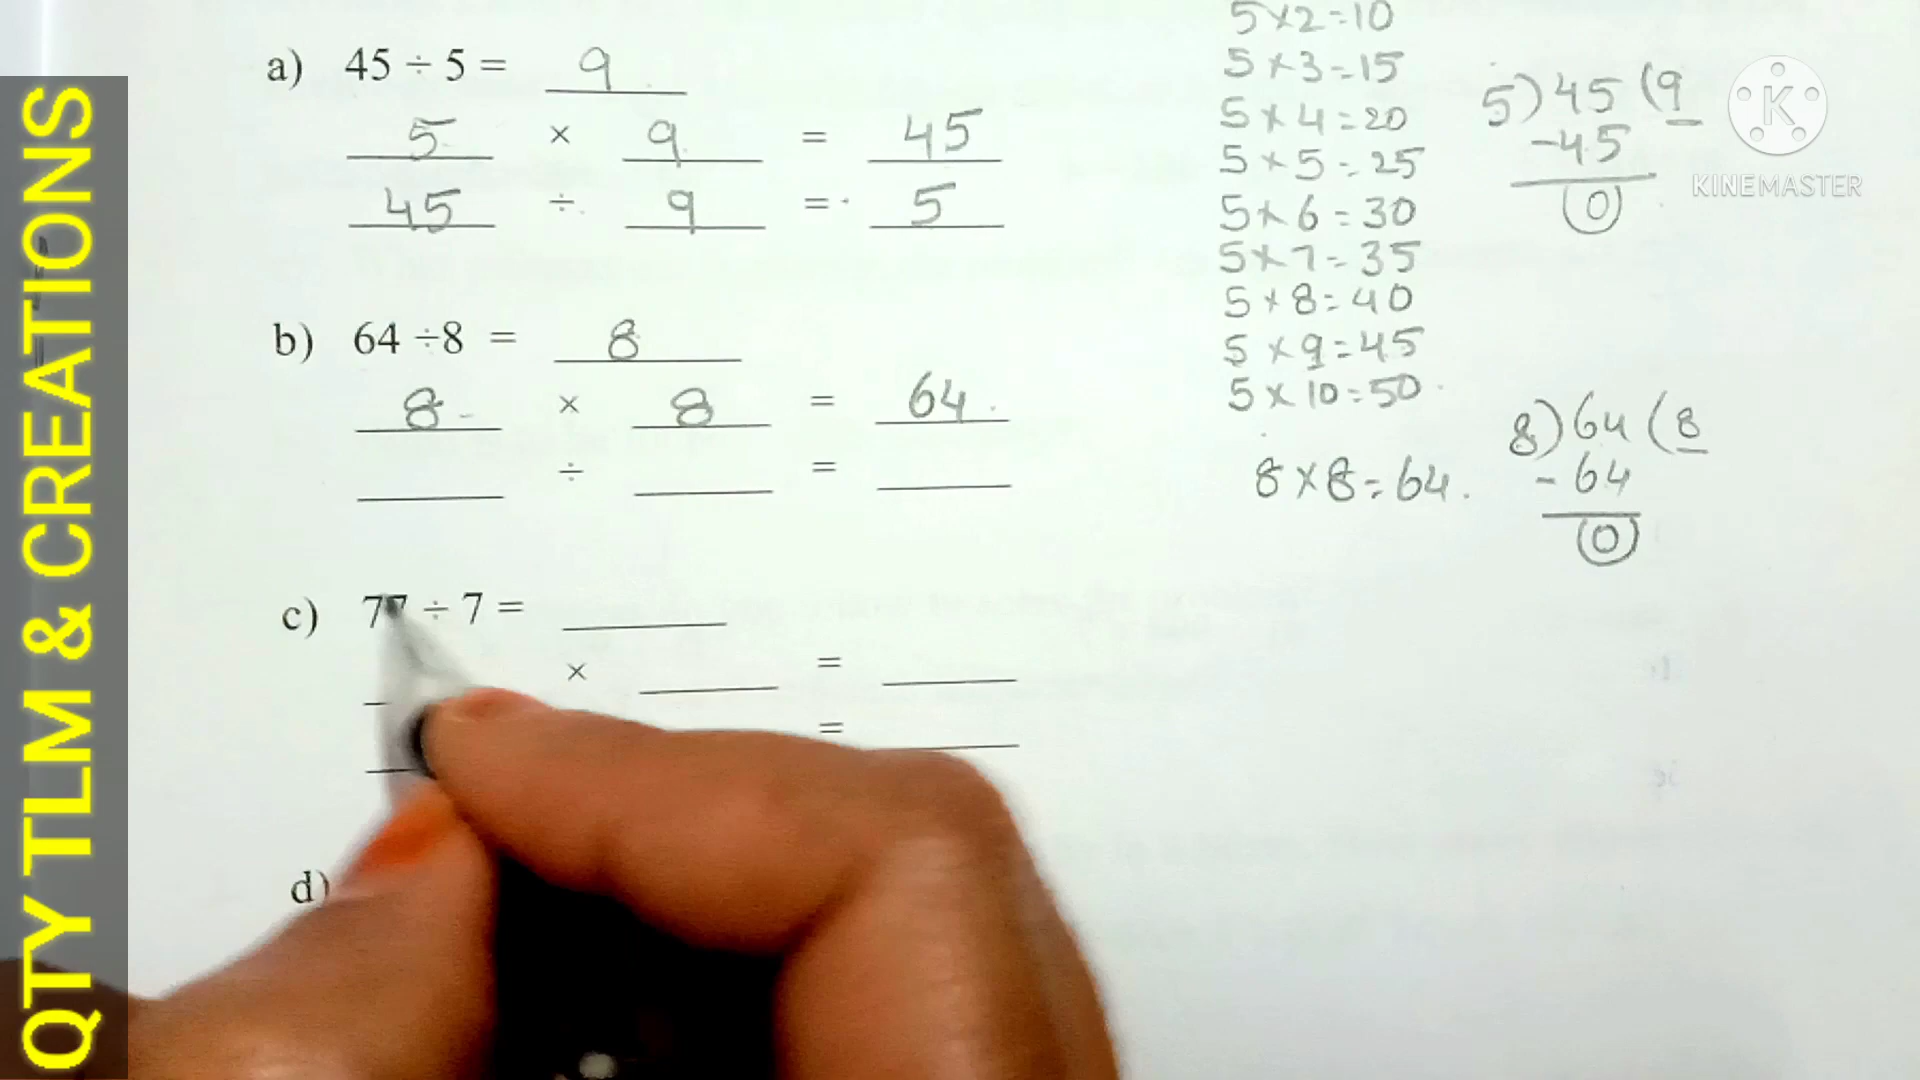 QTY TLM & CREATIONS
a) 45 ÷ 5 = 9
5 × 9 = 45
45 ÷ 9 = 5
b) 64 ÷8 = 8
8 × 8 = 64
÷ =
c) 77 ÷ 7 =
× =
=
d)
5×2=10
5×3=15
5×4=20
5×5=25
5×6=30
5×7=35
5×8=40
5×9=45
5×10=50
8×8=64.
5)45(9
-45
0
8)64(8
-64
0
K
KINEMASTER